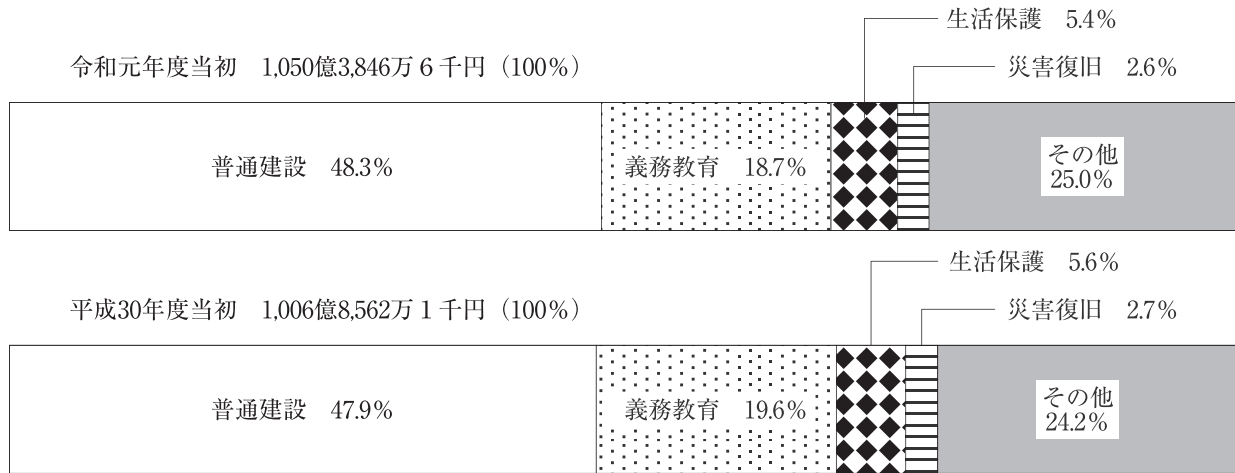 生活保護 5.4%
令和元年度当初 1,050億3,846万6千円（100%）
災害復旧 2.6%
普通建設 48.3%
義務教育 18.7%
その他
25.0%
生活保護 5.6%
平成30年度当初 1,006億8,562万1千円（100%）
災害復旧 2.7%
普通建設 47.9%
義務教育 19.6%
その他
24.2%